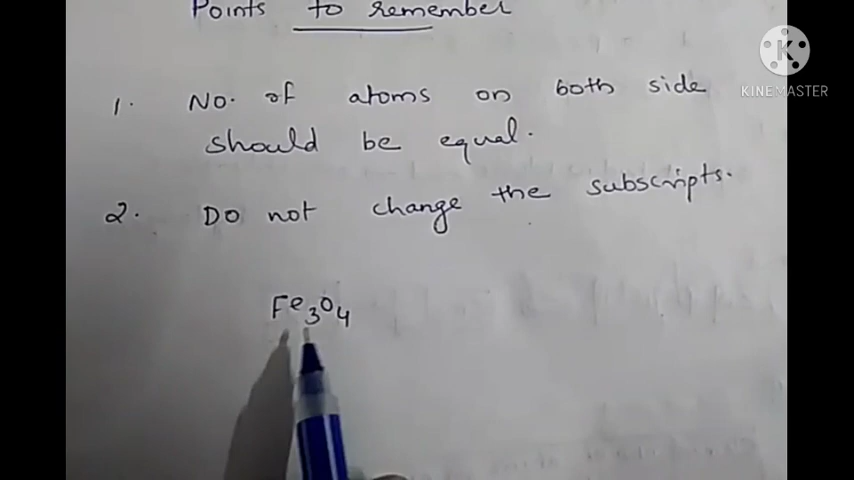 Points to remember
1. No. of atoms on both side
should be equal.
2. Do not change the subscripts.
Fe3O4
K
KINEMASTER